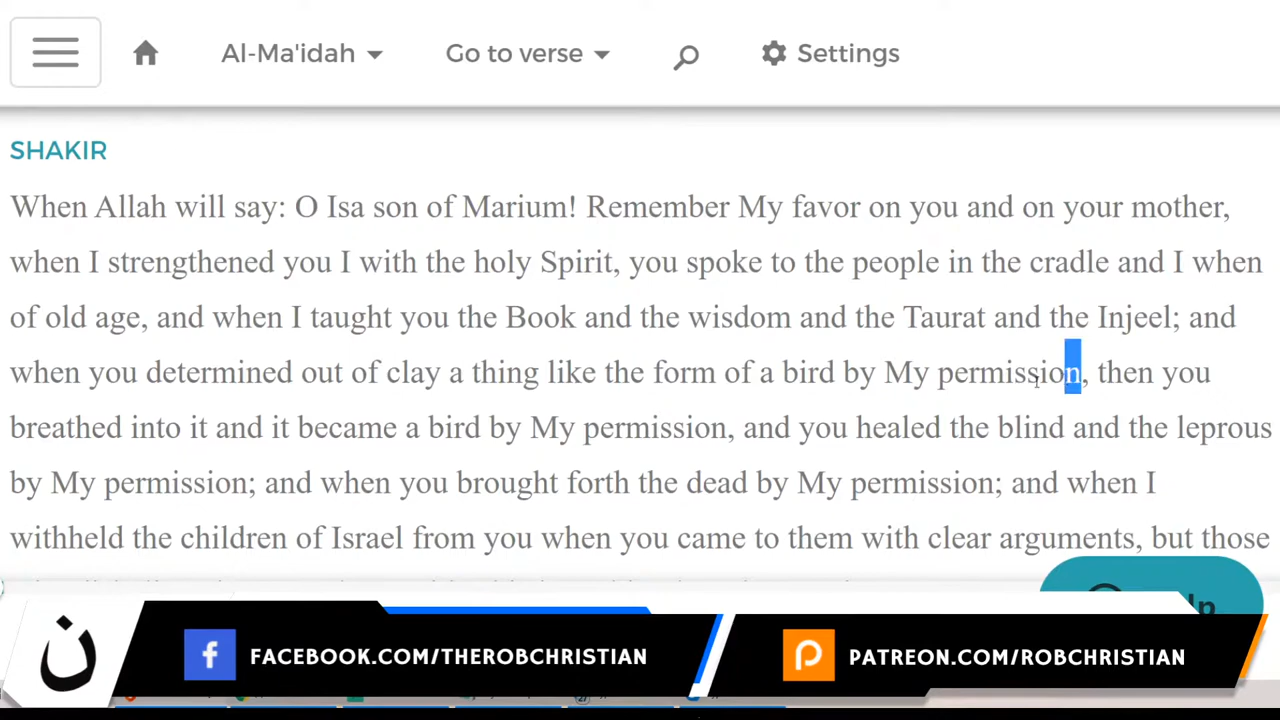 Al-Ma'idah Go to verse Settings
SHAKIR
When Allah will say: O Isa son of Marium! Remember My favor on you and on your mother,
when I strengthened you I with the holy Spirit, you spoke to the people in the cradle and I when
of old age, and when I taught you the Book and the wisdom and the Taurat and the Injeel; and
when you determined out of clay a thing like the form of a bird by My permission, then you
breathed into it and it became a bird by My permission, and you healed the blind and the leprous
by My permission; and when you brought forth the dead by My permission; and when I
withheld the children of Israel from you when you came to them with clear arguments, but those
ن
FACEBOOK.COM/THEROBCHRISTIAN
PATREON.COM/ROBCHRISTIAN